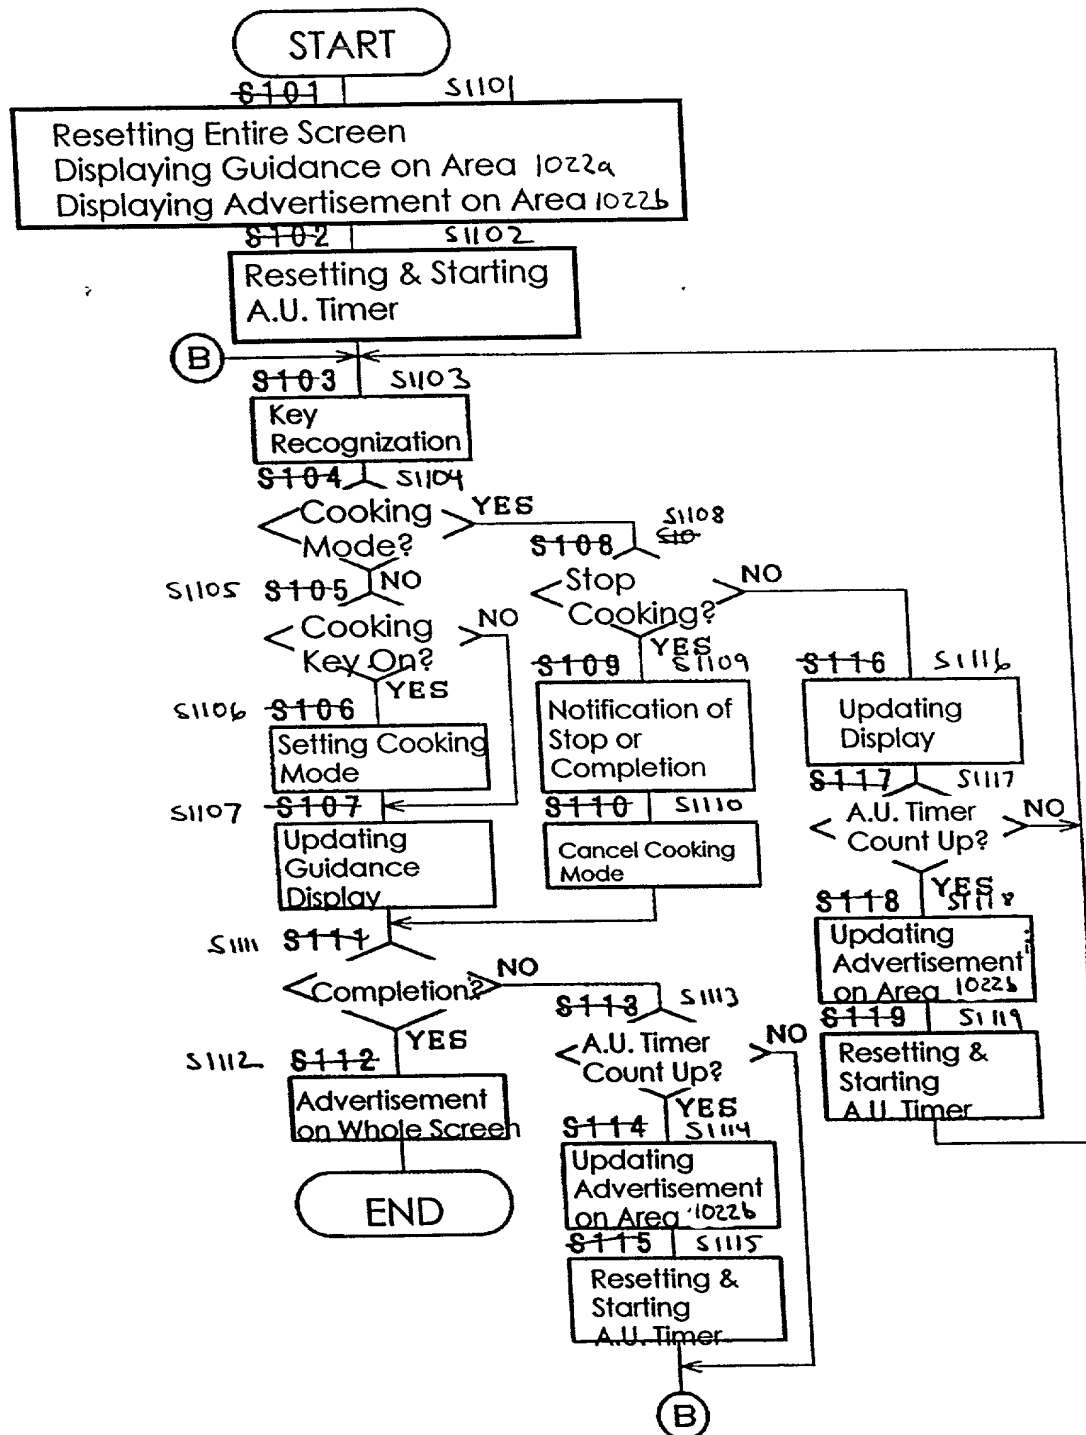 START
S101 S1101
Resetting Entire Screen
Displaying Guidance on Area 1022a
Displaying Advertisement on Area 1022b
S102 S1102
Resetting & Starting
A.U. Timer
B
S103 S1103
Key
Recognization
S104 S1104
Cooking
Mode?
YES
NO
S1105 S105
Cooking
Key On?
NO
YES
S1106 S106
Setting Cooking
Mode
S1107 S107
Updating
Guidance
Display
S1108
S10
S108
Stop
Cooking?
NO
YES
S109 S1109
Notification of
Stop or
Completion
S110 S1110
Cancel Cooking
Mode
S1111 S111
Completion?
NO
YES
S1112 S112
Advertisement
on Whole Screen
END
S113 S1113
A.U. Timer
Count Up?
NO
YES
S114 S1114
Updating
Advertisement
on Area 1022b
S115 S1115
Resetting &
Starting
A.U. Timer
B
S116 S1116
Updating
Display
S117 S1117
A.U. Timer
Count Up?
NO
YES
S118 S1118
Updating
Advertisement
on Area 1022b
S119 S1119
Resetting &
Starting
A.U. Timer